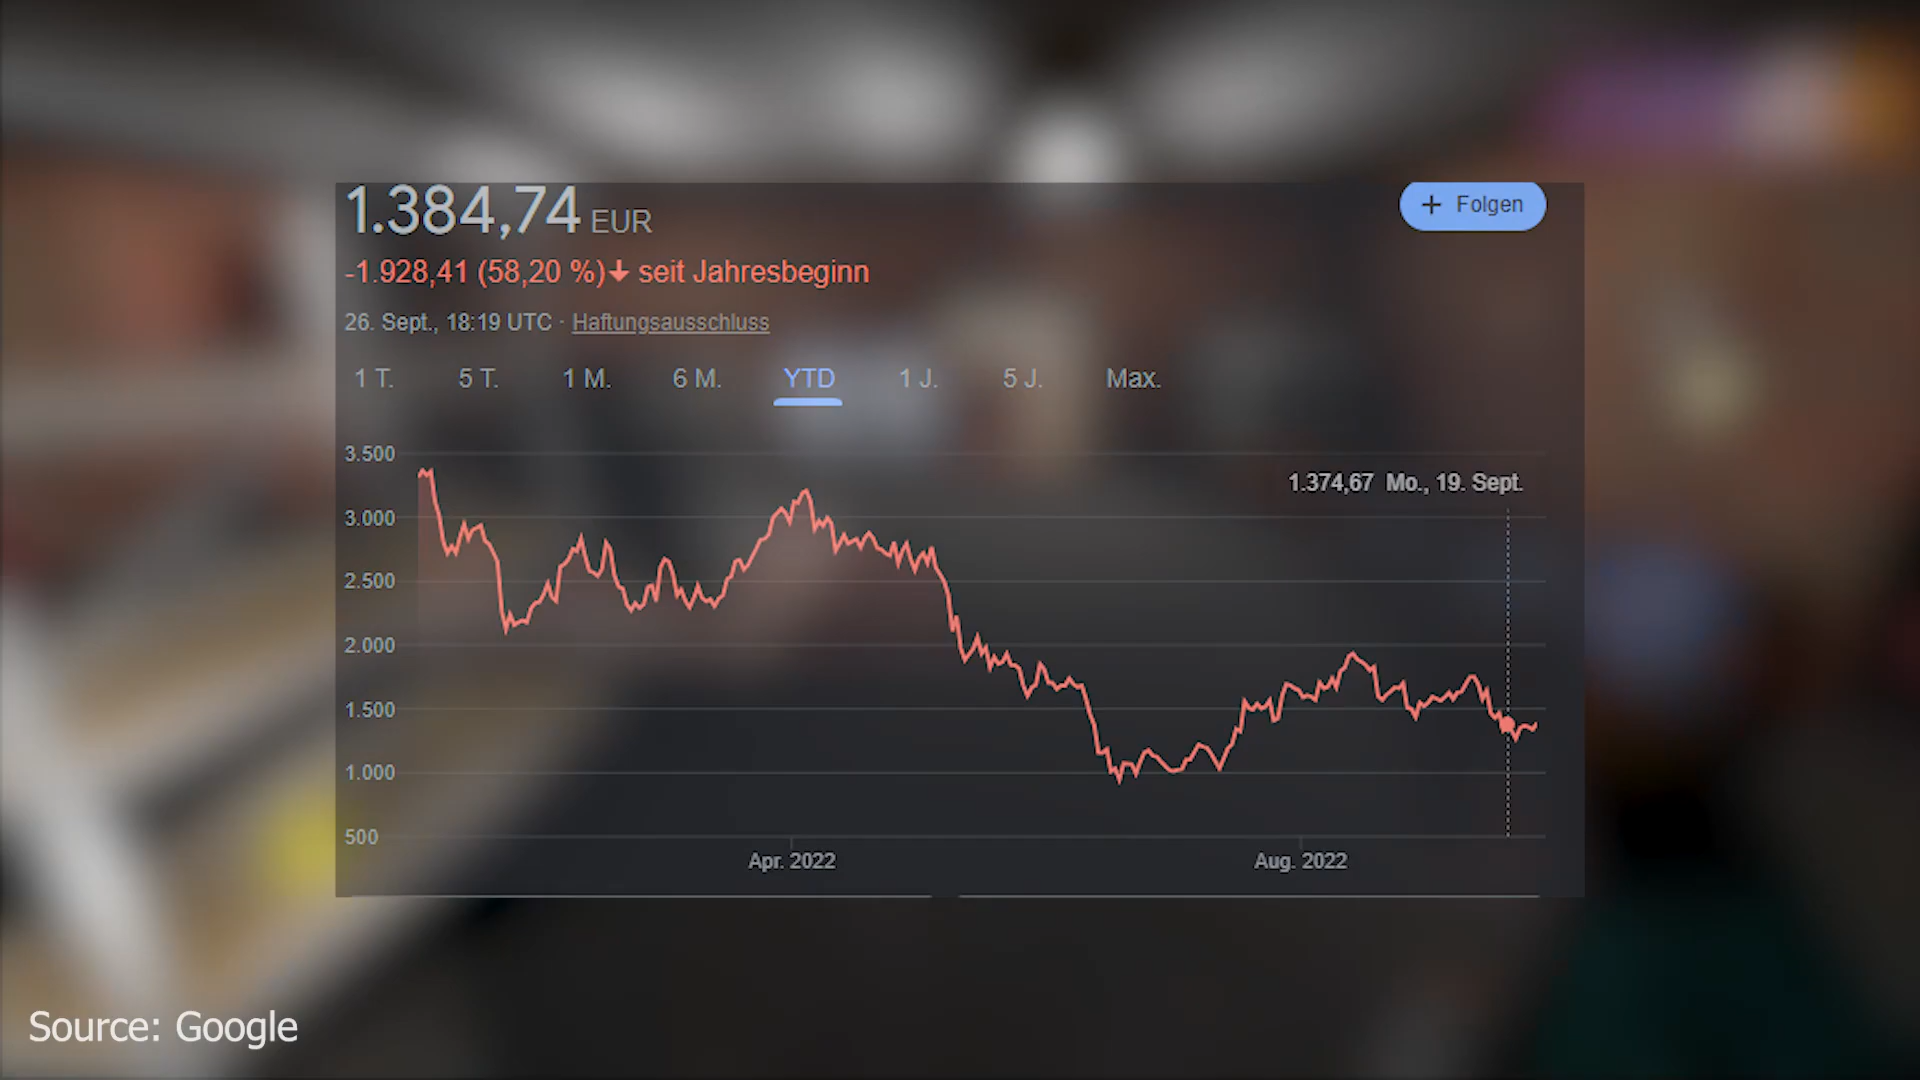 1.384,74 EUR
+ Folgen
-1.928,41 (58,20 %)↓ seit Jahresbeginn
26. Sept., 18:19 UTC · Haftungsausschluss
1 T. 5 T. 1 M. 6 M. YTD 1 J. 5 J. Max.
3.500
1.374,67 Mo., 19. Sept.
3.000
2.500
2.000
1.500
1.000
500
Apr. 2022 Aug. 2022
Source: Google